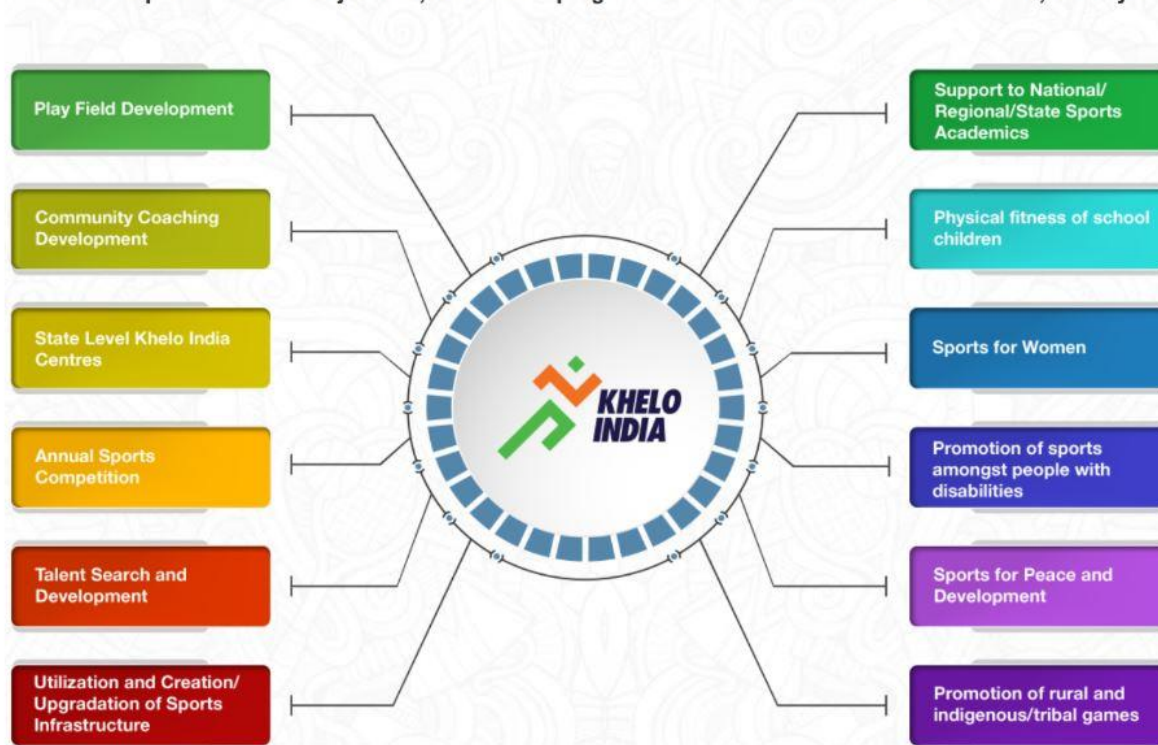 Play Field Development
Community Coaching
Development
State Level Khelo India
Centres
Annual Sports
Competition
Talent Search and
Development
Utilization and Creation/
Upgradation of Sports
Infrastructure
KHELO
INDIA
Support to National/
Regional/State Sports
Academics
Physical fitness of school
children
Sports for Women
Promotion of sports
amongst people with
disabilities
Sports for Peace and
Development
Promotion of rural and
indigenous/tribal games